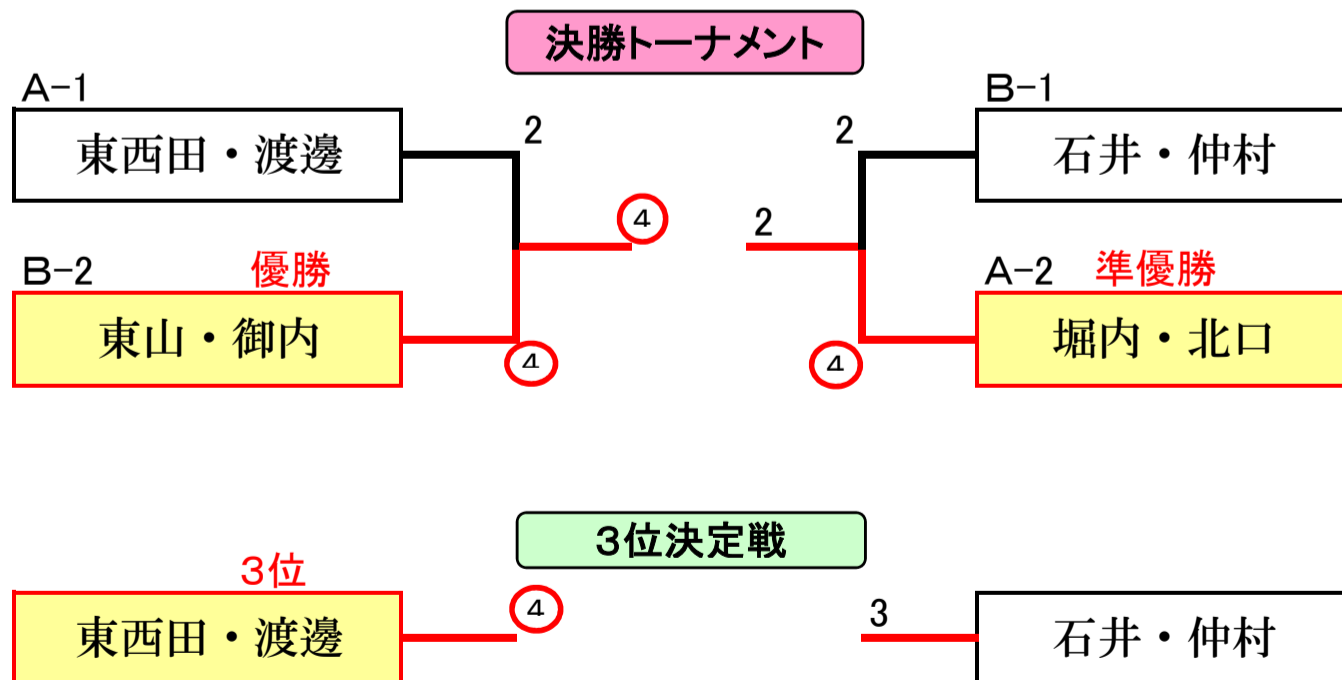 決勝トーナメント
A-1
B-1
東西田・渡邊
2
2
石井・仲村
④
2
B-2 優勝
A-2 準優勝
東山・御内
④
④
堀内・北口
3位決定戦
3位
東西田・渡邊
④
3
石井・仲村